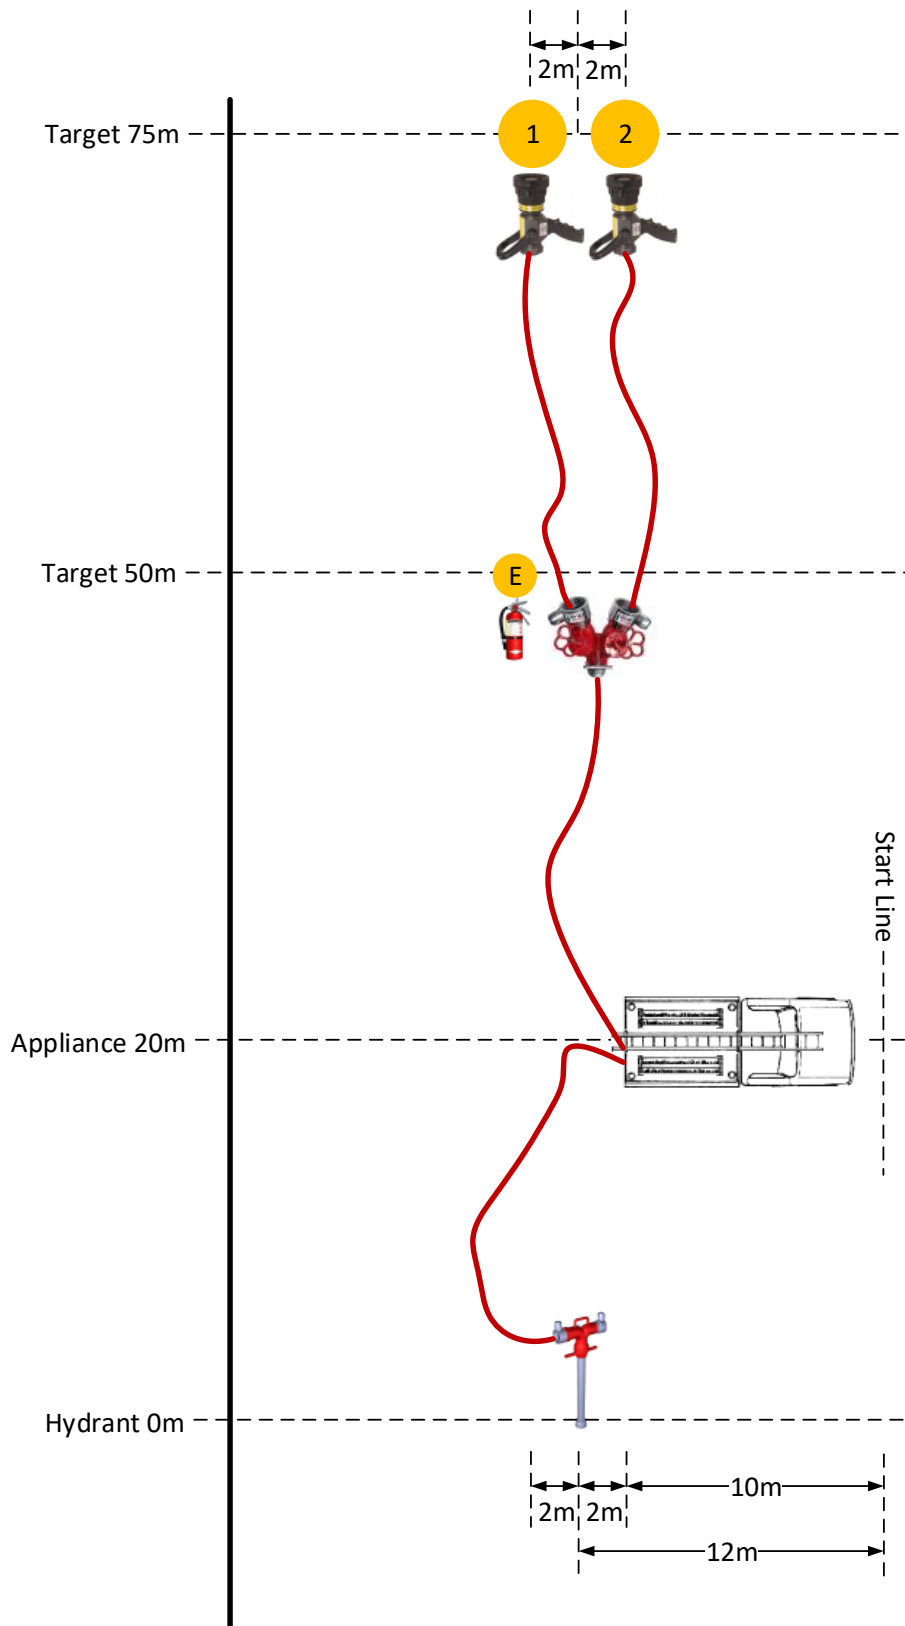 2m 2m
Target 75m
1 2
Target 50m
E
Start Line
Appliance 20m
Hydrant 0m
2m 2m 10m
12m